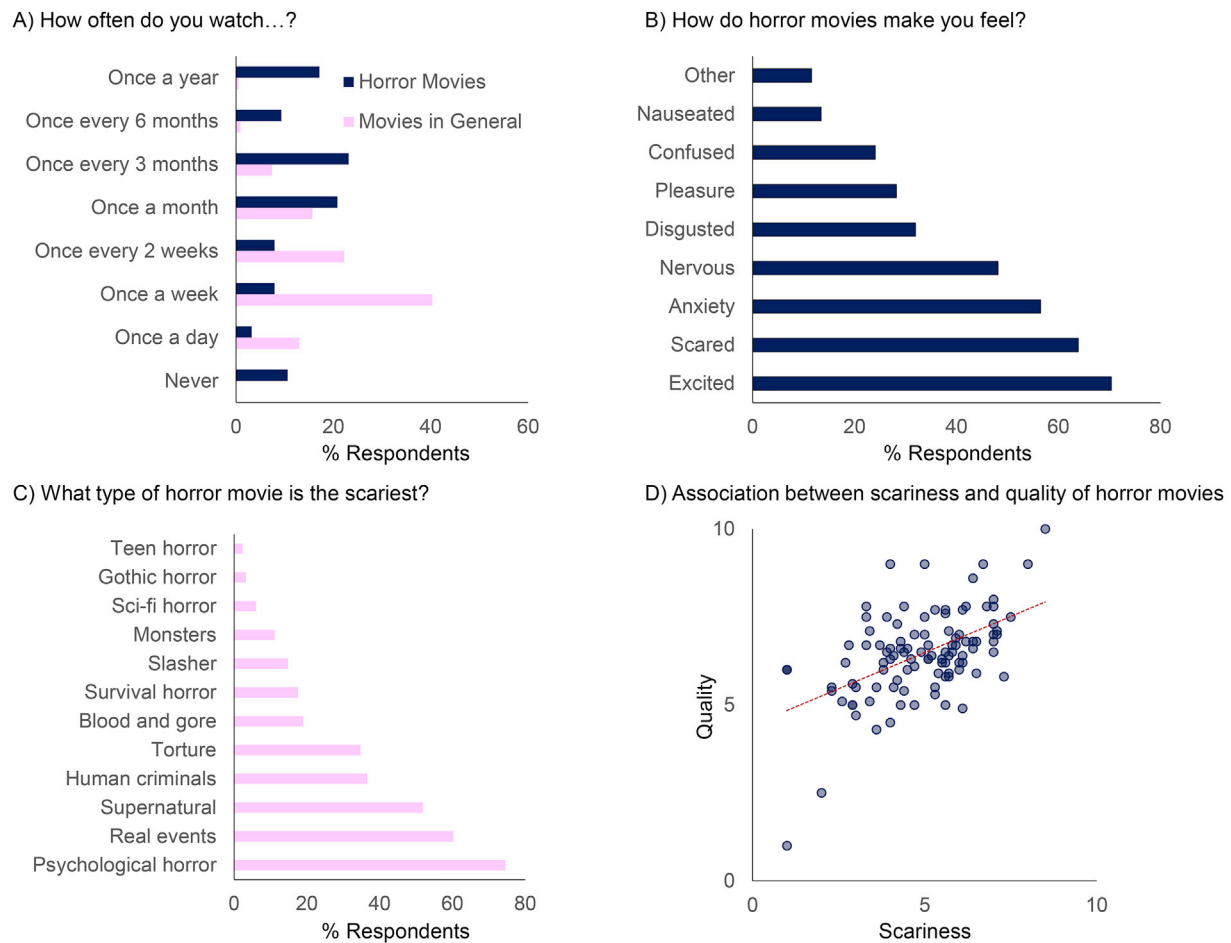 A) How often do you watch…?
Once a year
Once every 6 months
Once every 3 months
Once a month
Once every 2 weeks
Once a week
Once a day
Never
Horror Movies
Movies in General
0 20 40 60
% Respondents
B) How do horror movies make you feel?
Other
Nauseated
Confused
Pleasure
Disgusted
Nervous
Anxiety
Scared
Excited
0 20 40 60 80
% Respondents
C) What type of horror movie is the scariest?
Teen horror
Gothic horror
Sci-fi horror
Monsters
Slasher
Survival horror
Blood and gore
Torture
Human criminals
Supernatural
Real events
Psychological horror
0 20 40 60 80
% Respondents
D) Association between scariness and quality of horror movies
10
5
0
Quality
0 5 10
Scariness